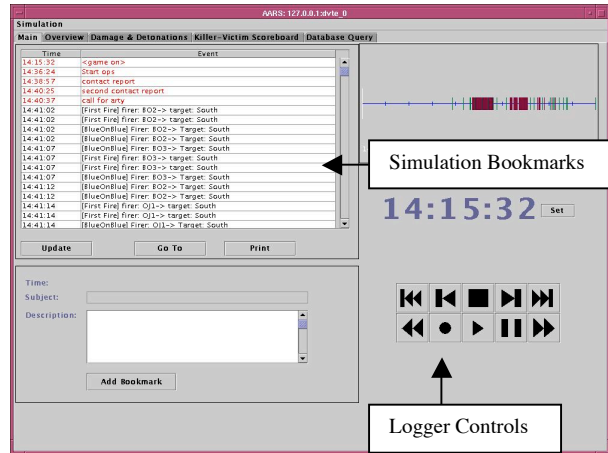 AARS: 127.0.0.1:dvte_0
Simulation
Main Overview Damage & Detonations Killer-Victim Scoreboard Database Query
Time Event
14:15:32 <game on>
14:36:24 Start ops
14:38:57 contact report
14:40:25 second contact report
14:40:37 call for arty
14:41:02 [First Fire] firer: BO2-> target: South
14:41:02 [First Fire] firer: BO2-> target: South
14:41:02 [BlueOnBlue] Firer: BO2-> Target: South
14:41:02 [BlueOnBlue] Firer: BO2-> Target: South
14:41:07 [BlueOnBlue] Firer: BO3-> Target: South
14:41:07 [First Fire] firer: BO3-> target: South
14:41:07 [First Fire] firer: BO3-> target: South
14:41:07 [BlueOnBlue] Firer: BO3-> Target: South
14:41:12 [BlueOnBlue] Firer: BO2-> Target: South
14:41:12 [BlueOnBlue] Firer: BO2-> Target: South
14:41:14 [First Fire] firer: OJ1-> target: South
14:41:14 [First Fire] firer: OJ1-> target: South
14:41:14 [BlueOnBlue] Firer: OJ1-> Target: South
Simulation Bookmarks
14:15:32 Set
Update Go To Print
Time:
Subject:
Description:
Add Bookmark
Logger Controls